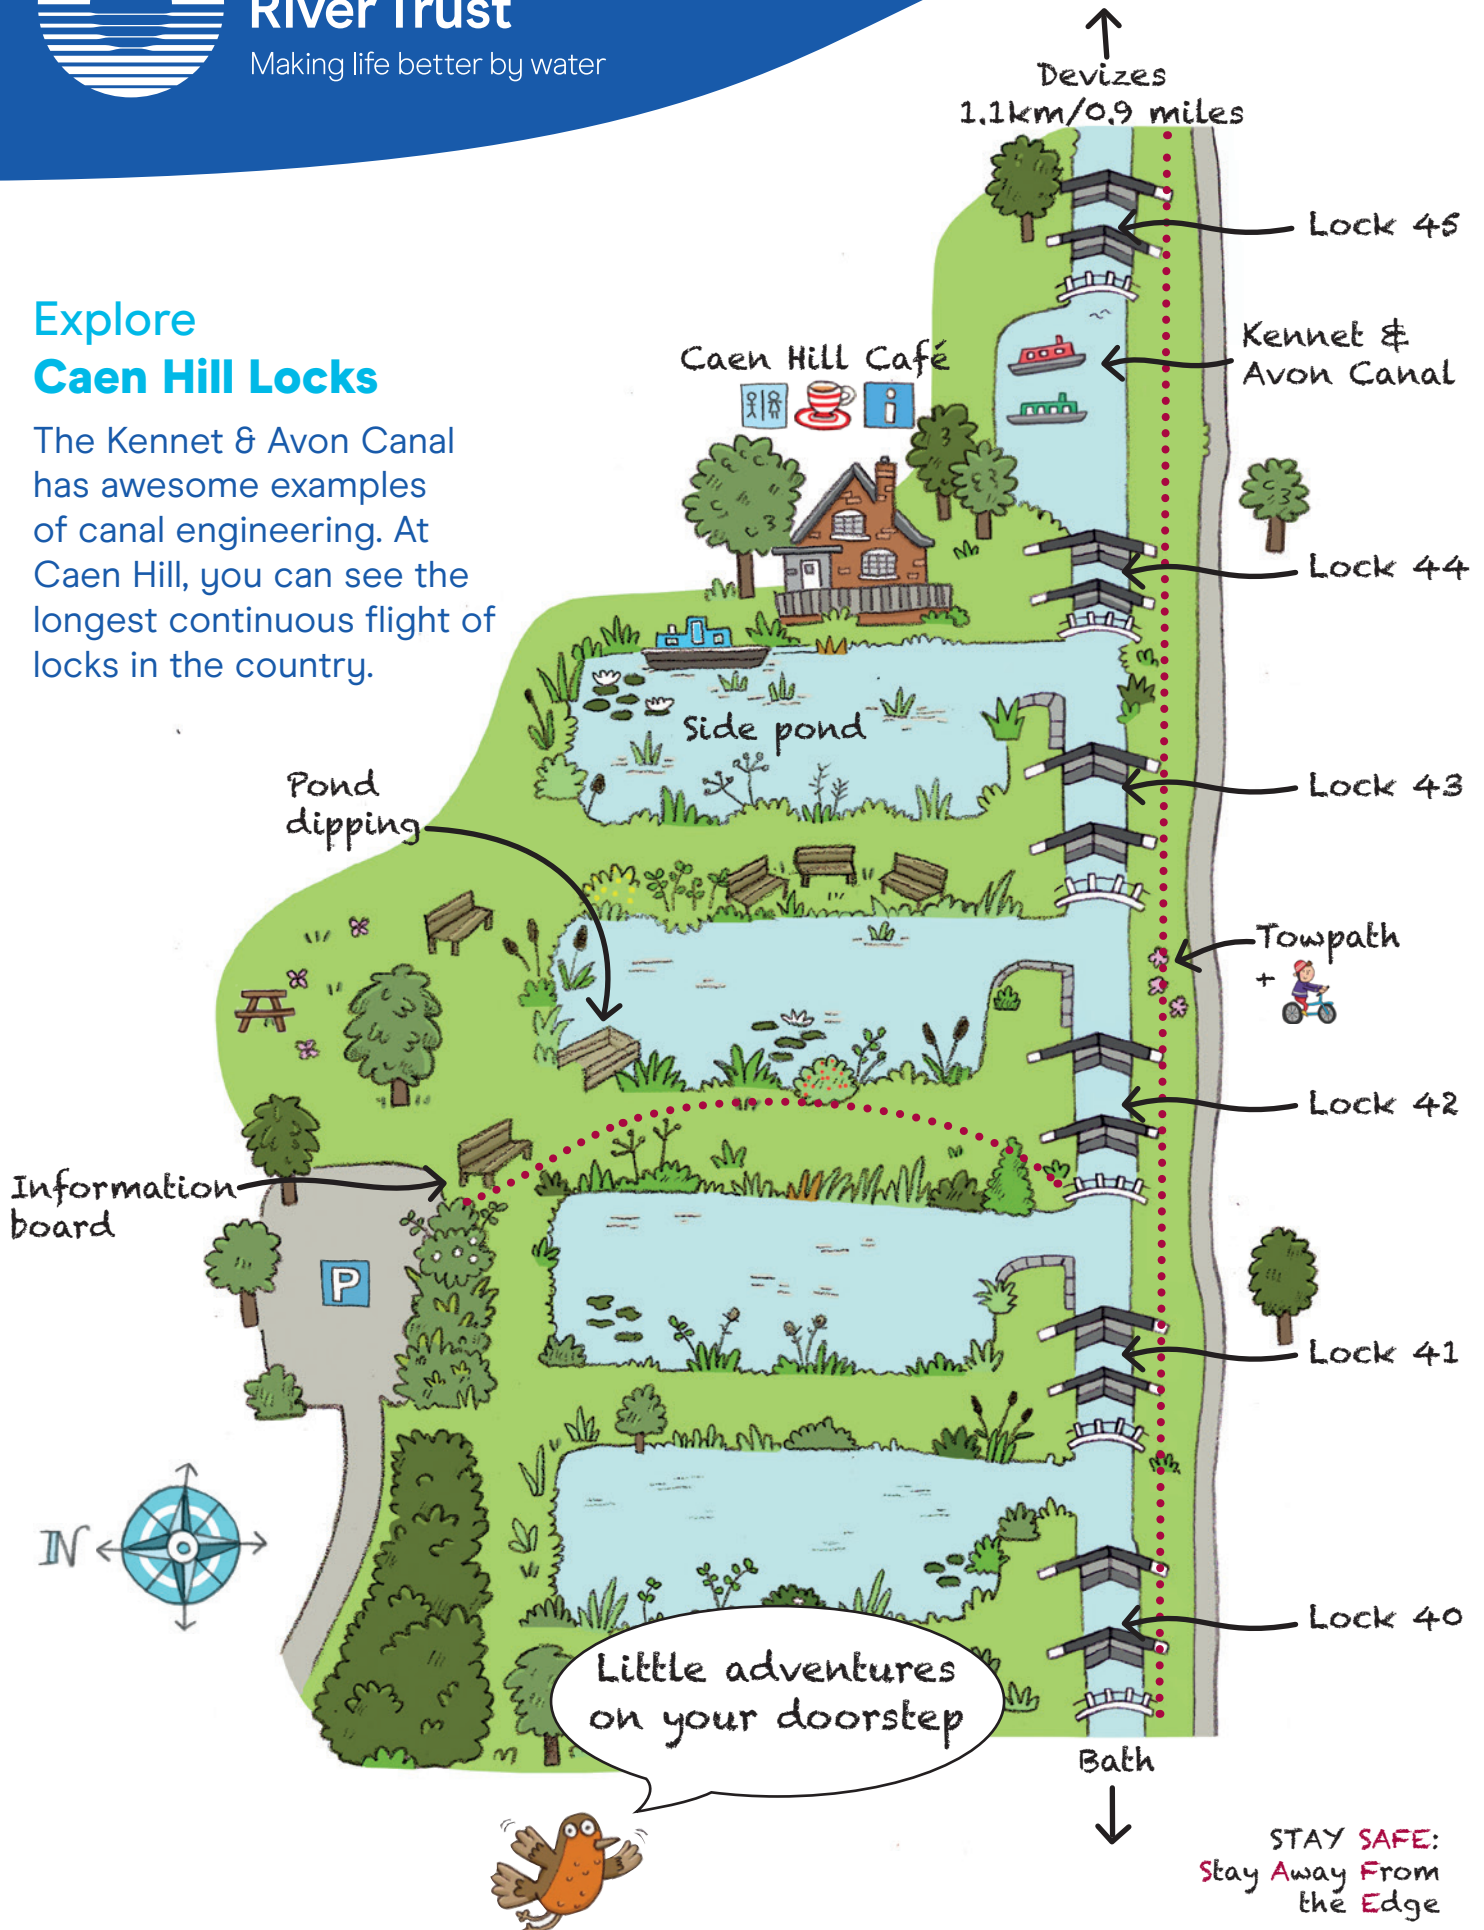 River Trust
Making life better by water
Devizes
1.1km/0.9 miles
Lock 45
Explore
Caen Hill Locks
The Kennet & Avon Canal
has awesome examples
of canal engineering. At
Caen Hill, you can see the
longest continuous flight of
locks in the country.
Kennet &
Avon Canal
Caen Hill Café
i
Lock 44
Side pond
Lock 43
Pond
dipping
Towpath
+
Lock 42
Information
board
P
Lock 41
N
Lock 40
Little adventures
on your doorstep
Bath
STAY SAFE:
Stay Away From
the Edge